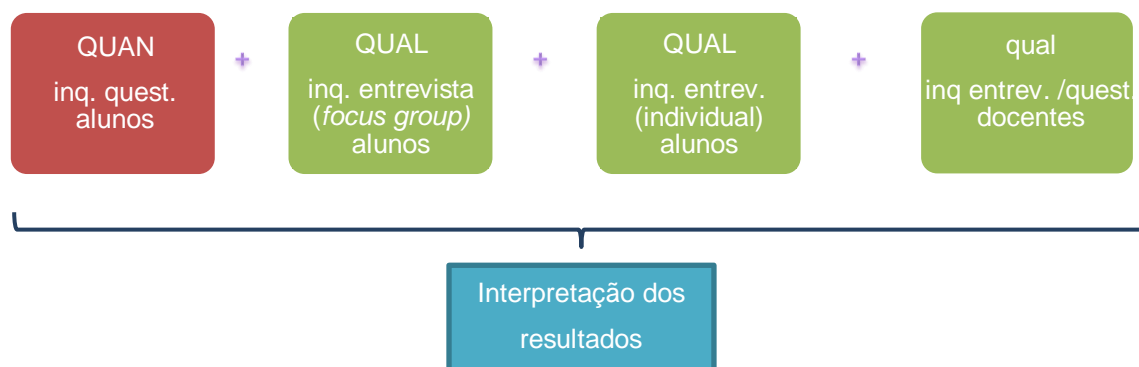 QUAN
inq. quest.
alunos
+
QUAL
inq. entrevista
(focus group)
alunos
+
QUAL
inq. entrev.
(individual)
alunos
+
qual
inq entrev. /quest.
docentes
Interpretação dos
resultados